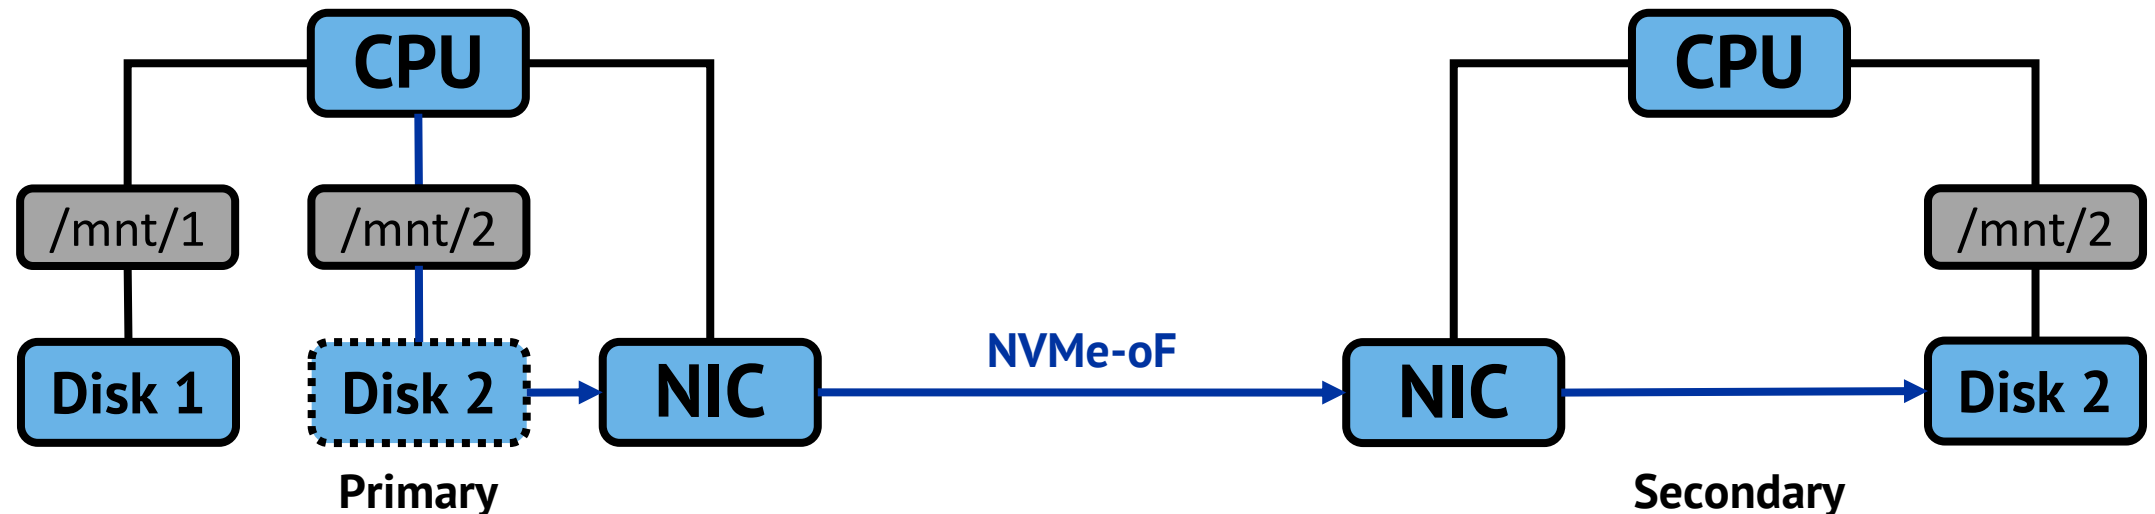 CPU
CPU
/mnt/1
/mnt/2
/mnt/2
Disk 1
Disk 2
NIC
NVMe-oF
NIC
Disk 2
Primary
Secondary